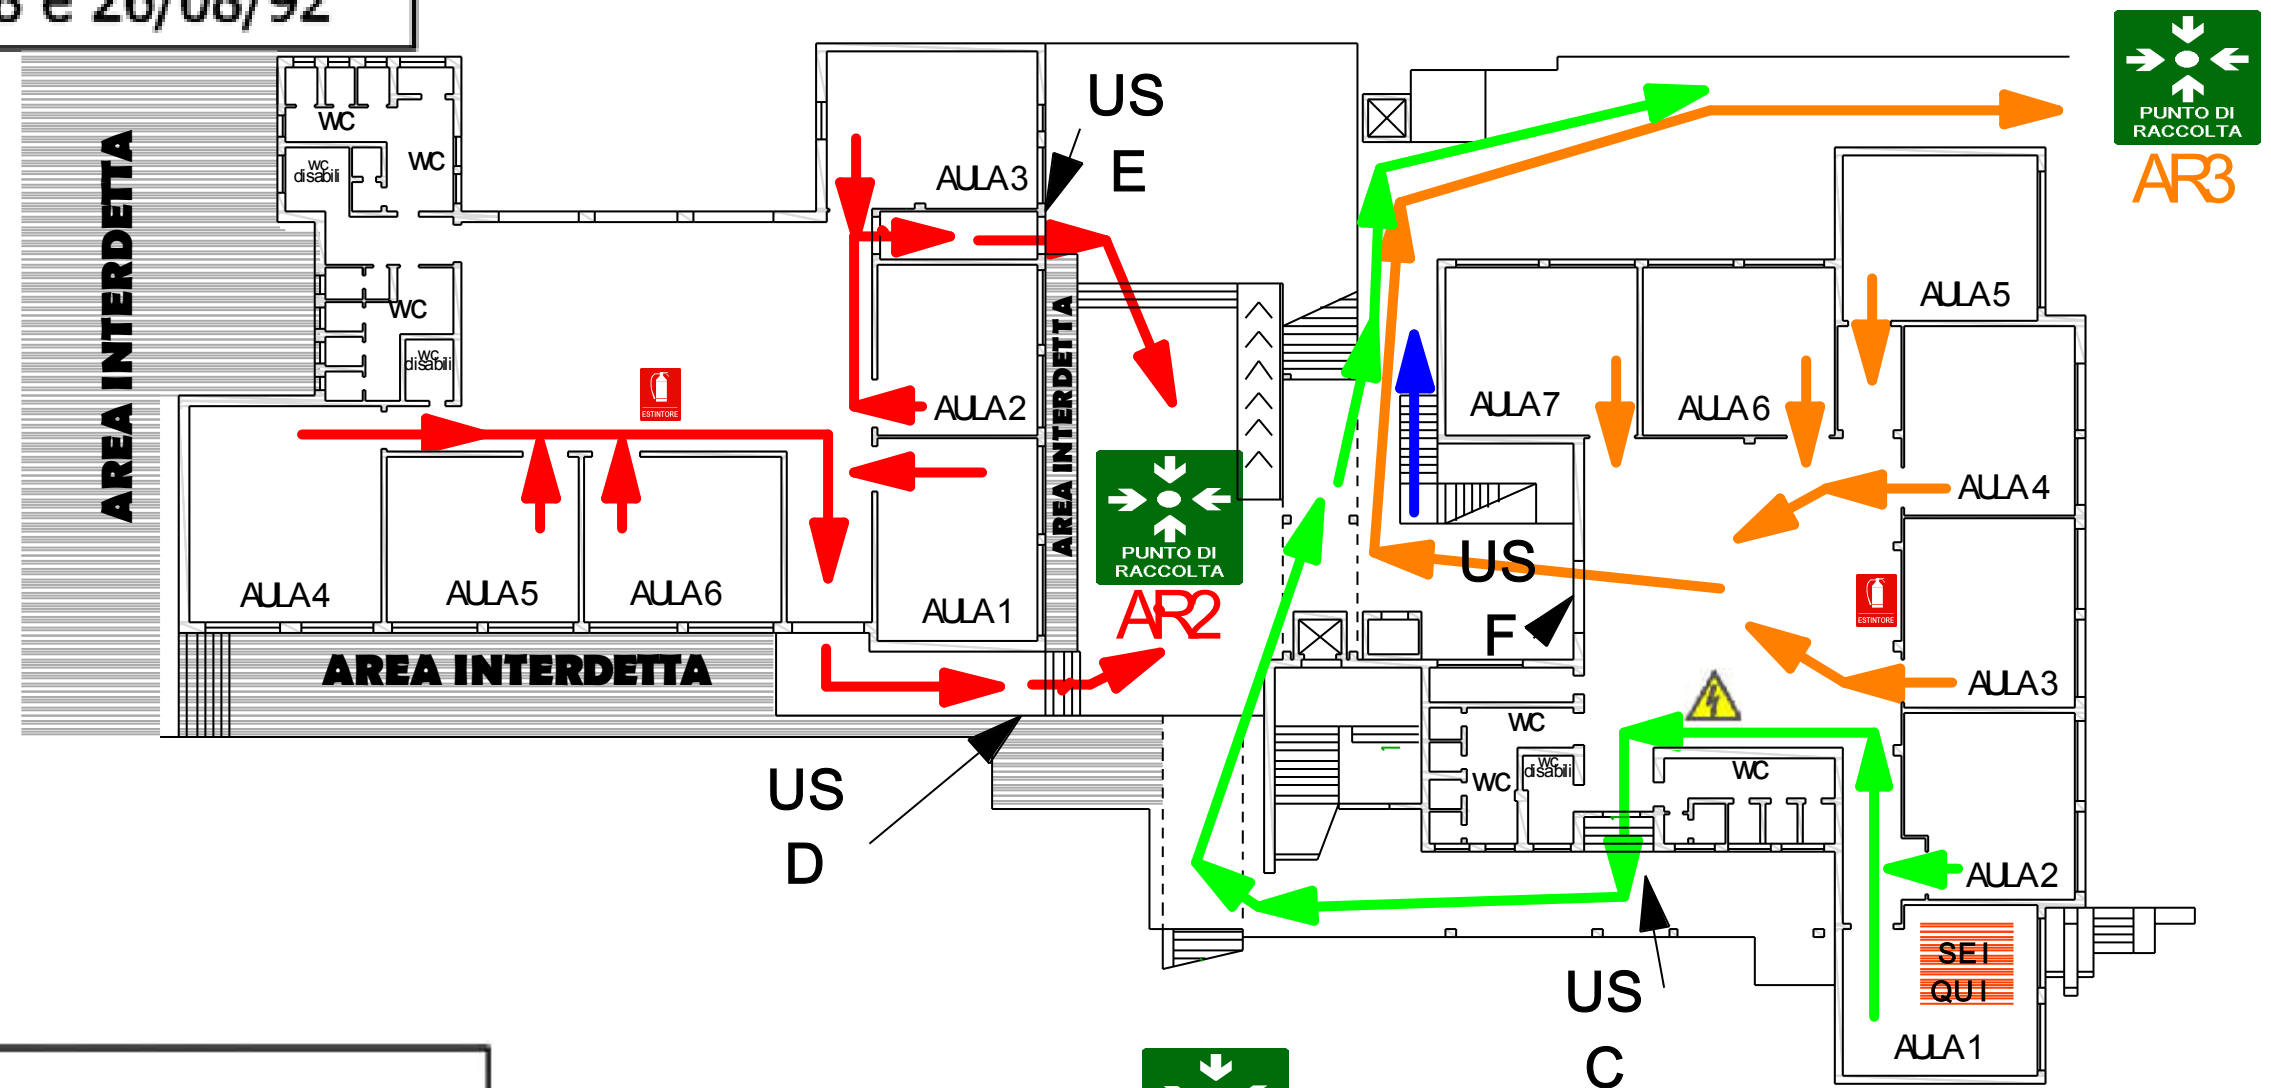 e 26/08/92
WC
WC
wc
disabili
WC
wc
disabili
AREA INTERDETTA
ESTINTORE
AULA 3
US
E
AULA 2
AULA 1
AULA 4
AULA 5
AULA 6
AREA INTERDETTA
AREA INTERDETTA
PUNTO DI
RACCOLTA
AR2
US
D
PUNTO DI
RACCOLTA
AR3
AULA 5
AULA 7
AULA 6
AULA 4
US
F
ESTINTORE
AULA 3
WC
WC
wc
disabili
WC
AULA 2
SEI
QUI
AULA 1
US
C